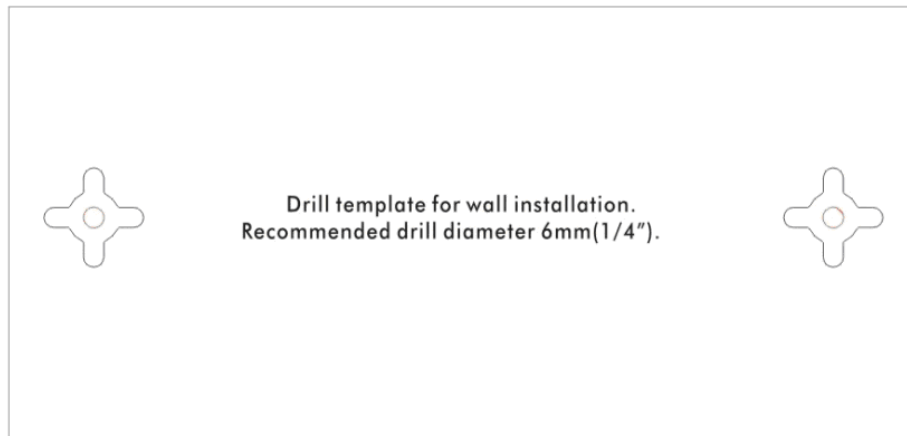 Drill template for wall installation.
Recommended drill diameter 6mm(1/4").